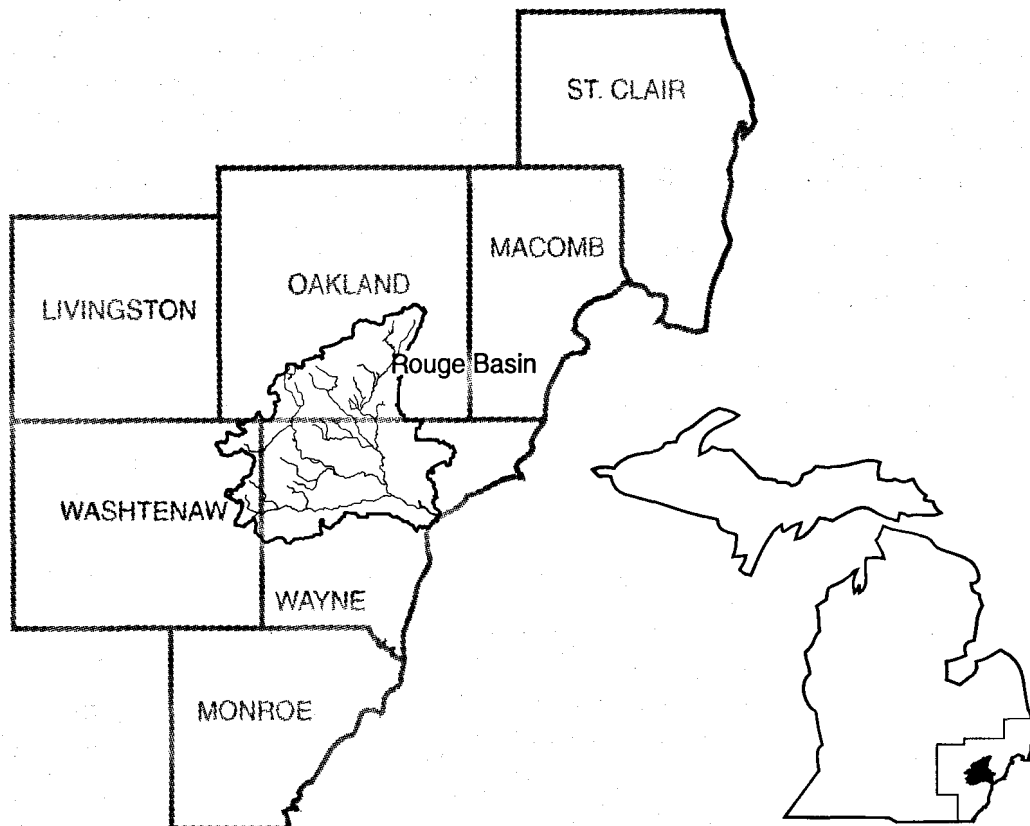 ST. CLAIR
MACOMB
OAKLAND
LIVINGSTON
Rouge Basin
WASHTENAW
WAYNE
MONROE